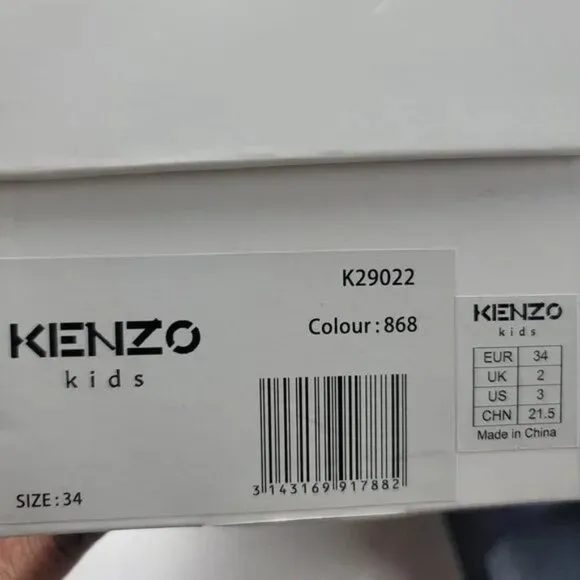 K29022
KENZO
kids
Colour:868
3 143169 917882
SIZE:34
KENZO
kids
EUR 34
UK 2
US 3
CHN 21.5
Made in China